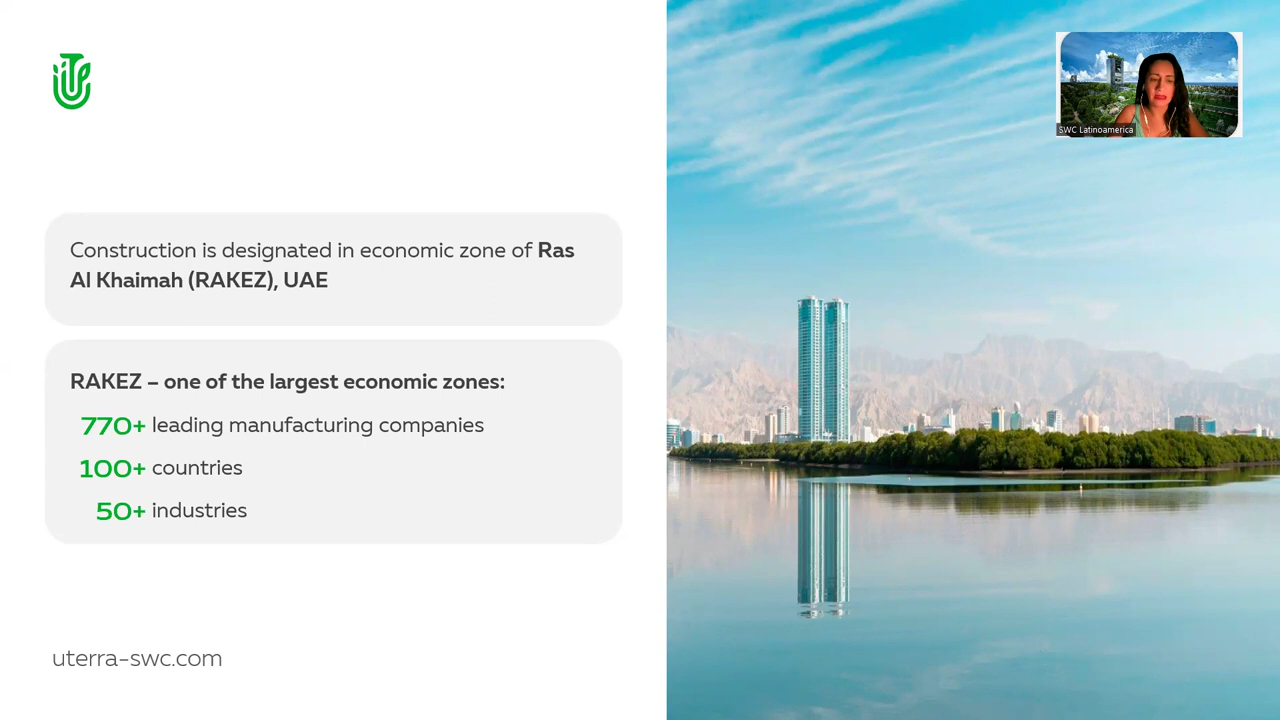 SWC Latinoamerica
Construction is designated in economic zone of Ras
Al Khaimah (RAKEZ), UAE
RAKEZ – one of the largest economic zones:
770+ leading manufacturing companies
100+ countries
50+ industries
uterra-swc.com